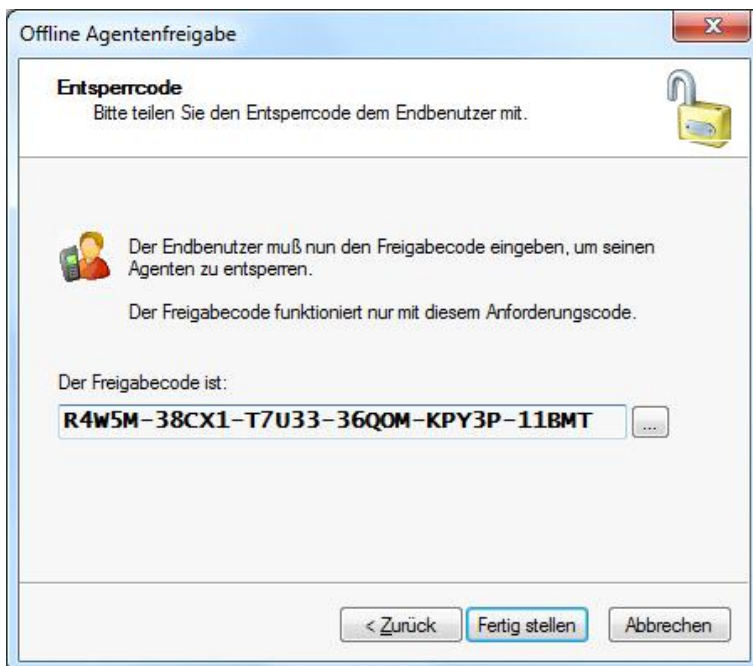 Offline Agentenfreigabe
Entsperrcode
Bitte teilen Sie den Entsperrcode dem Endbenutzer mit.
Der Endbenutzer muß nun den Freigabecode eingeben, um seinen
Agenten zu entsperren.
Der Freigabecode funktioniert nur mit diesem Anforderungscode.
Der Freigabecode ist:
R4W5M-38CX1-T7U33-36QOM-KPY3P-11BMT
...
< Zurück
Fertig stellen
Abbrechen